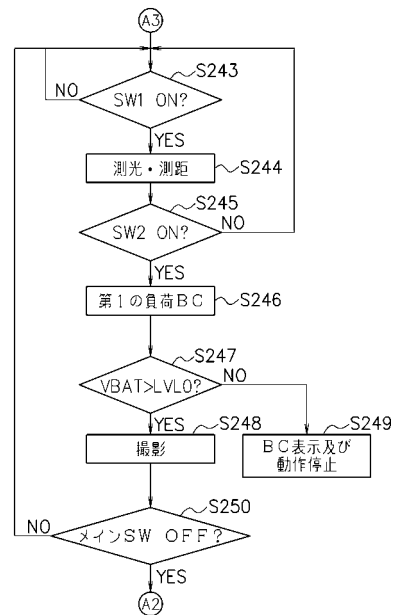 A3
S243
SW1 ON?
NO
YES
測光・測距
S244
S245
SW2 ON?
NO
YES
第1の負荷BC
S246
S247
VBAT>LVL0?
NO
YES
S248
撮影
S249
BC表示及び
動作停止
S250
メインSW OFF?
NO
YES
A2